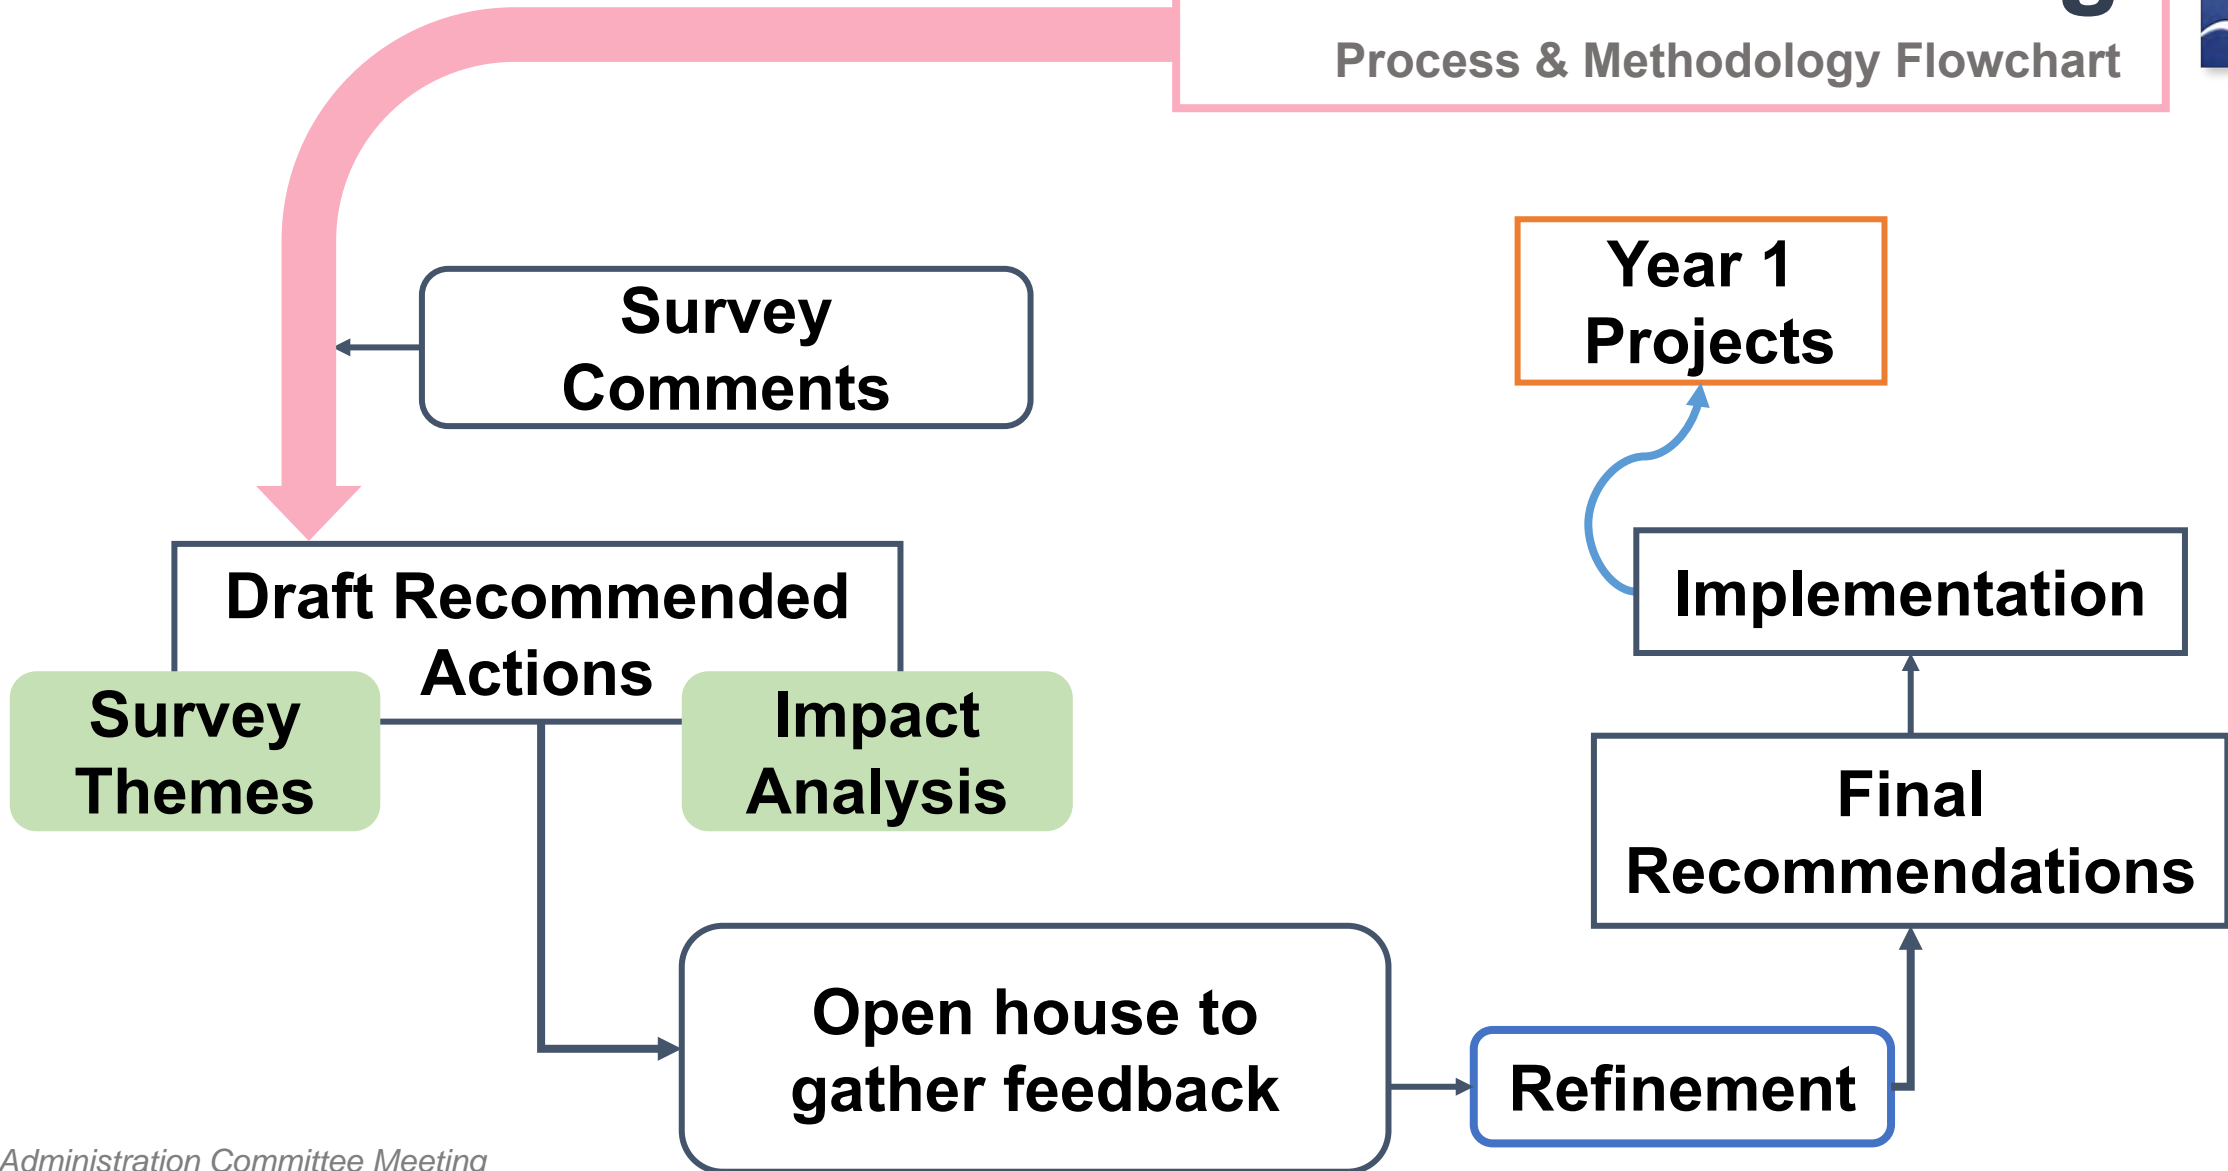 Process & Methodology Flowchart
Survey
Comments
Year 1
Projects
Draft Recommended
Actions
Survey
Themes
Impact
Analysis
Implementation
Final
Recommendations
Open house to
gather feedback
Refinement
Administration Committee Meeting